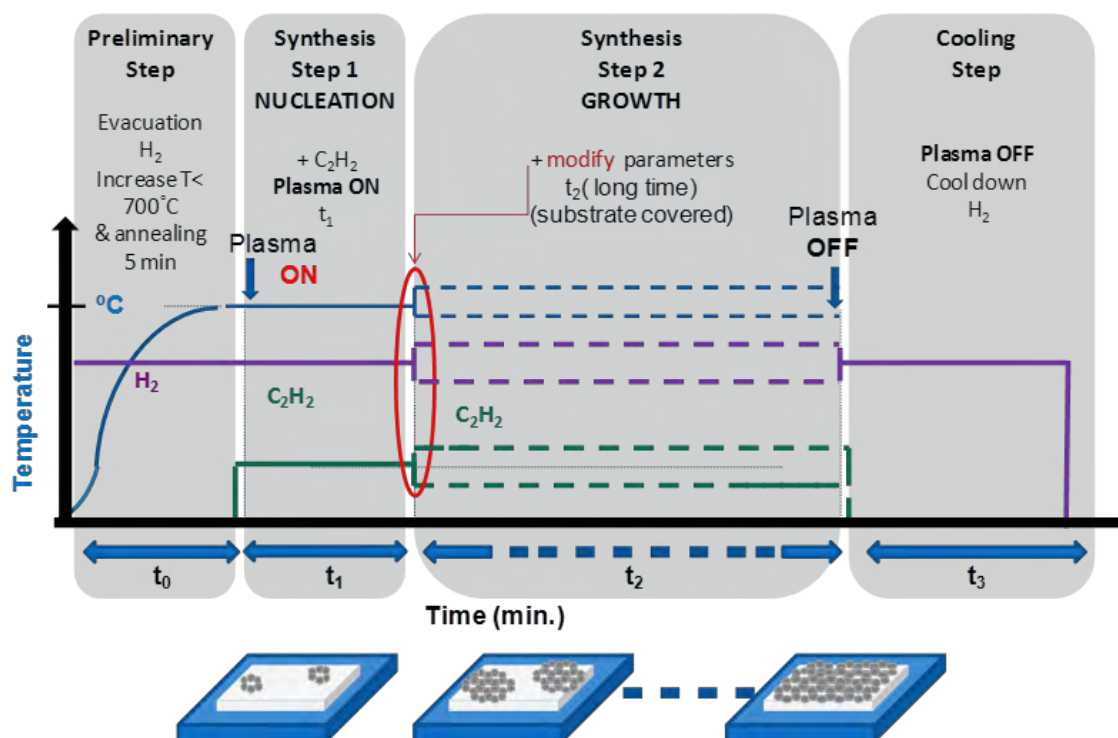 Preliminary
Step
Evacuation
H₂
Increase T<
700˚C
& annealing
5 min
Synthesis
Step 1
NUCLEATION
+ C₂H₂
Plasma ON
t₁
Synthesis
Step 2
GROWTH
+ modify parameters
t₂( long time)
(substrate covered)
Cooling
Step
Plasma OFF
Cool down
H₂
Plasma
ON
Plasma
OFF
ºC
H₂
C₂H₂
C₂H₂
Temperature
t₀
t₁
t₂
t₃
Time (min.)